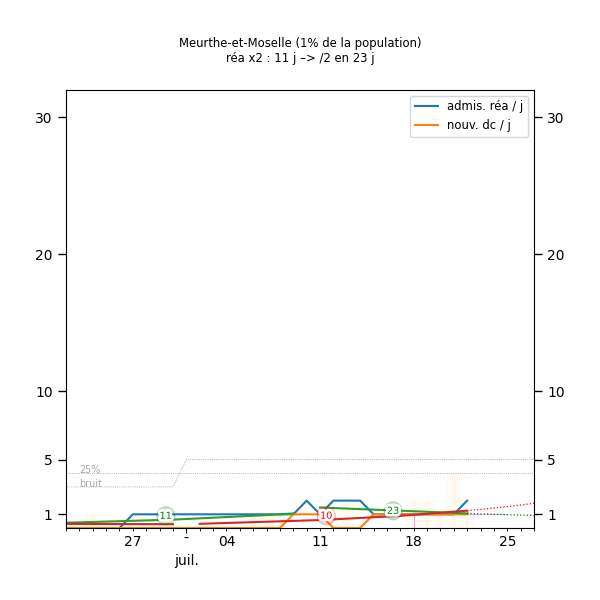 Meurthe-et-Moselle (1% de la population)
réa x2 : 11 j –> /2 en 23 j
admis. réa / j
nouv. dc / j
30 30
20 20
10 10
5 5
25%
bruit
1 11 10 23 1
27 - 04 11 18 25
juil.